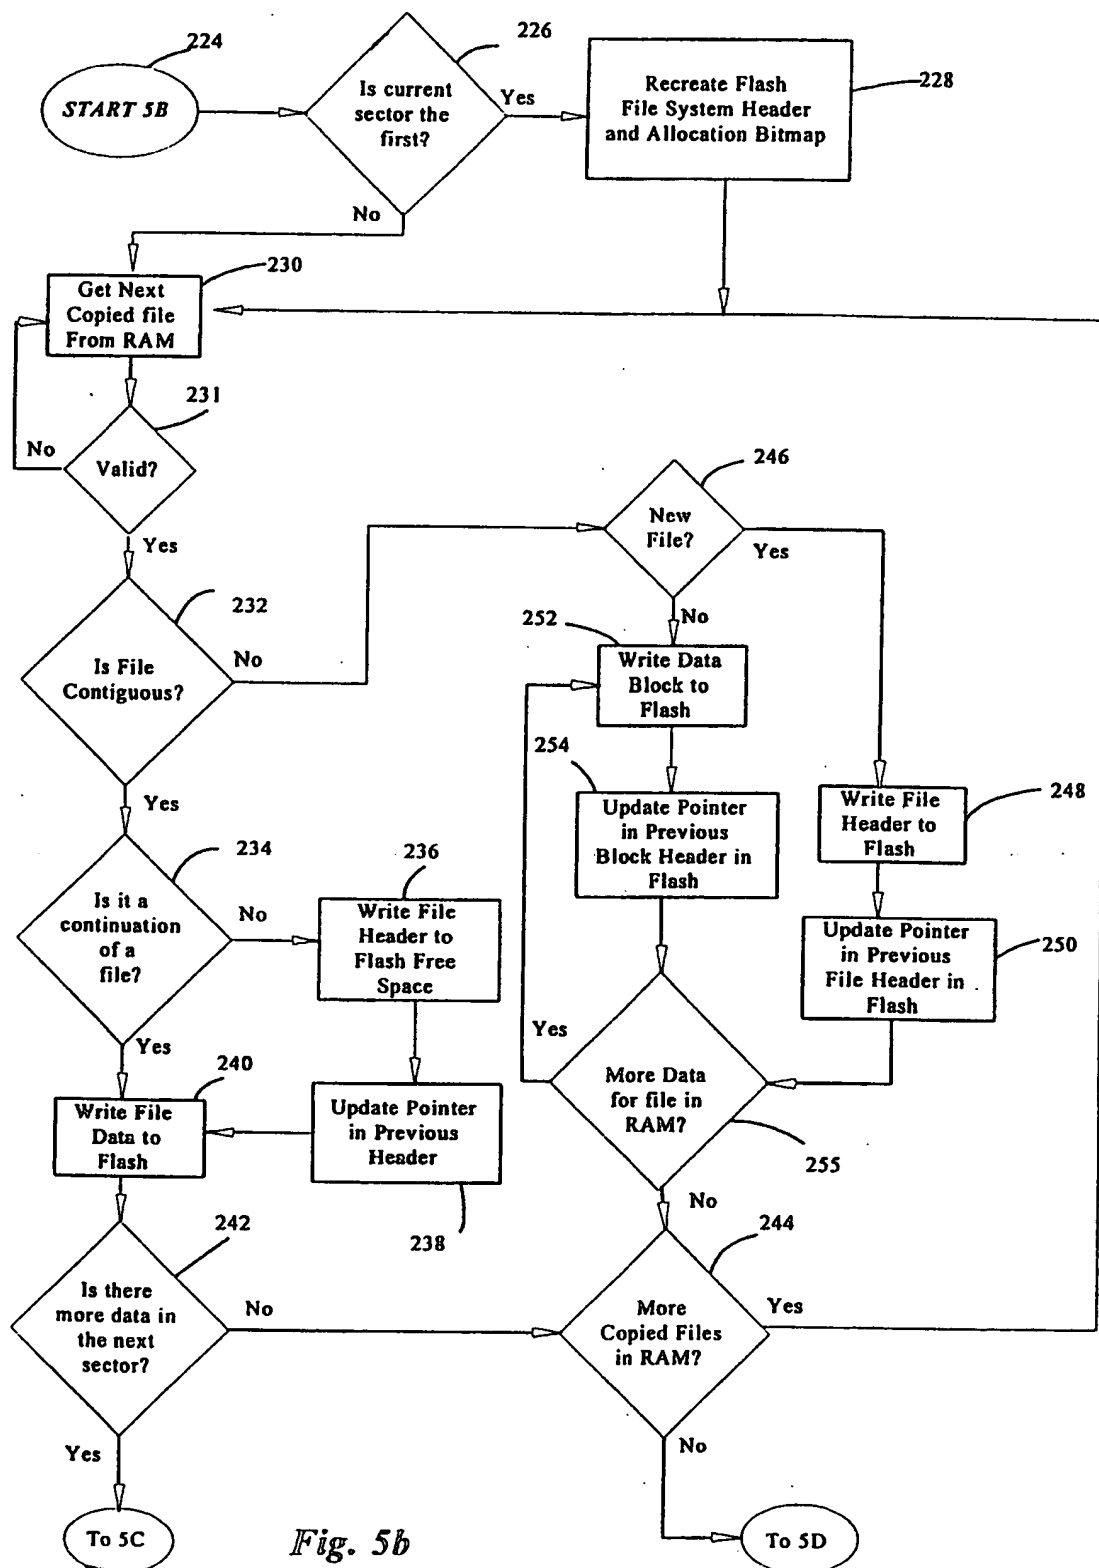 224
START 5B
226
Is current
sector the
first?
Yes
No
Recreate Flash
File System Header
and Allocation Bitmap
228
230
Get Next
Copied file
From RAM
231
No
Valid?
Yes
232
Is File
Contiguous?
No
Yes
246
New
File?
Yes
No
252
Write Data
Block to
Flash
254
Update Pointer
in Previous
Block Header in
Flash
248
Write File
Header to
Flash
250
Update Pointer
in Previous
File Header in
Flash
234
Is it a
continuation
of a
file?
No
Yes
236
Write File
Header to
Flash Free
Space
238
Update Pointer
in Previous
Header
240
Write File
Data to
Flash
Yes
More Data
for file in
RAM?
255
No
242
Is there
more data in
the next
sector?
No
Yes
244
More
Copied Files
in RAM?
Yes
No
To 5C
Fig. 5b
To 5D